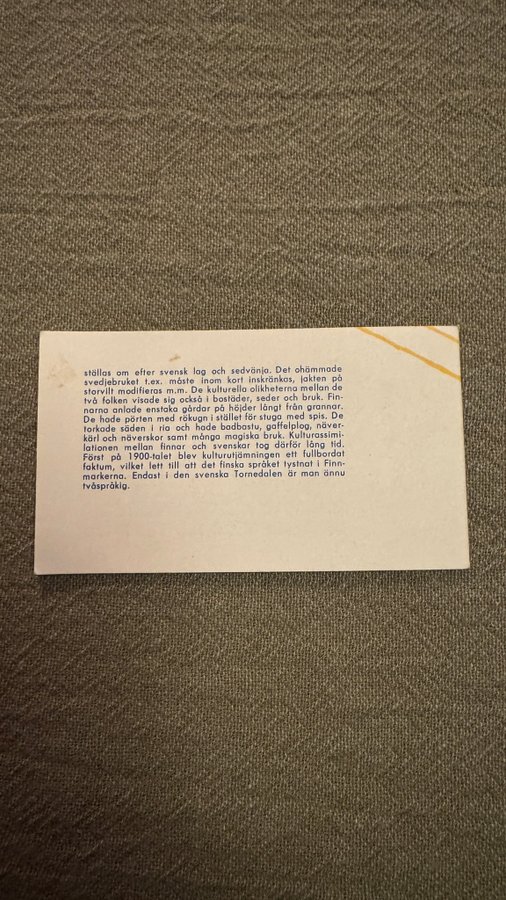 ställas om efter svensk lag och sedvänja. Det ohämmade
svedjebruket t.ex. måste inom kort inskränkas, jakten på
storvilt modifieras m.m. De kulturella olikheterna mellan de
två folken visade sig också i bostäder, seder och bruk. Fin-
narna anlade enstaka gårdar på höjder långt från grannar.
De hade pörten med rökugn i stället för stuga med spis. De
torkade säden i ria och hade badbastu, gaffelplog, näver-
kärl och näverskor samt många magiska bruk. Kulturassimi-
lationen mellan finnar och svenskar tog därför lång tid.
Först på 1900-talet blev kulturutjämningen ett fullbordat
faktum, vilket lett till att det finska språket tystnat i Finn-
markerna. Endast i den svenska Tornedalen är man ännu
tvåspråkig.